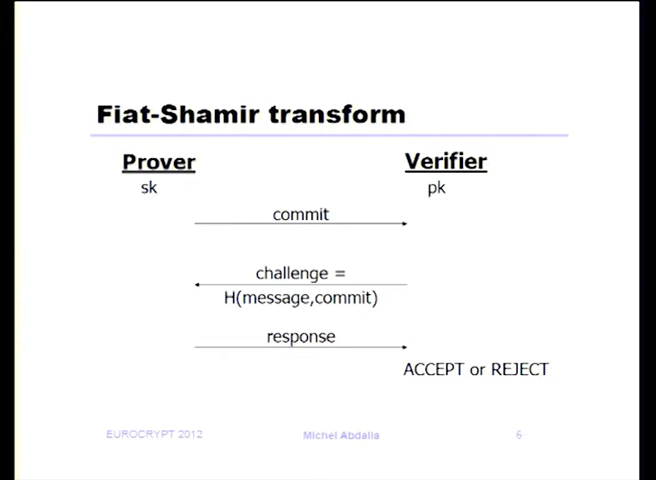 Fiat-Shamir transform
Prover
Verifier
sk
pk
commit
challenge =
H(message,commit)
response
ACCEPT or REJECT
EUROCRYPT 2012
Michel Abdalla
6